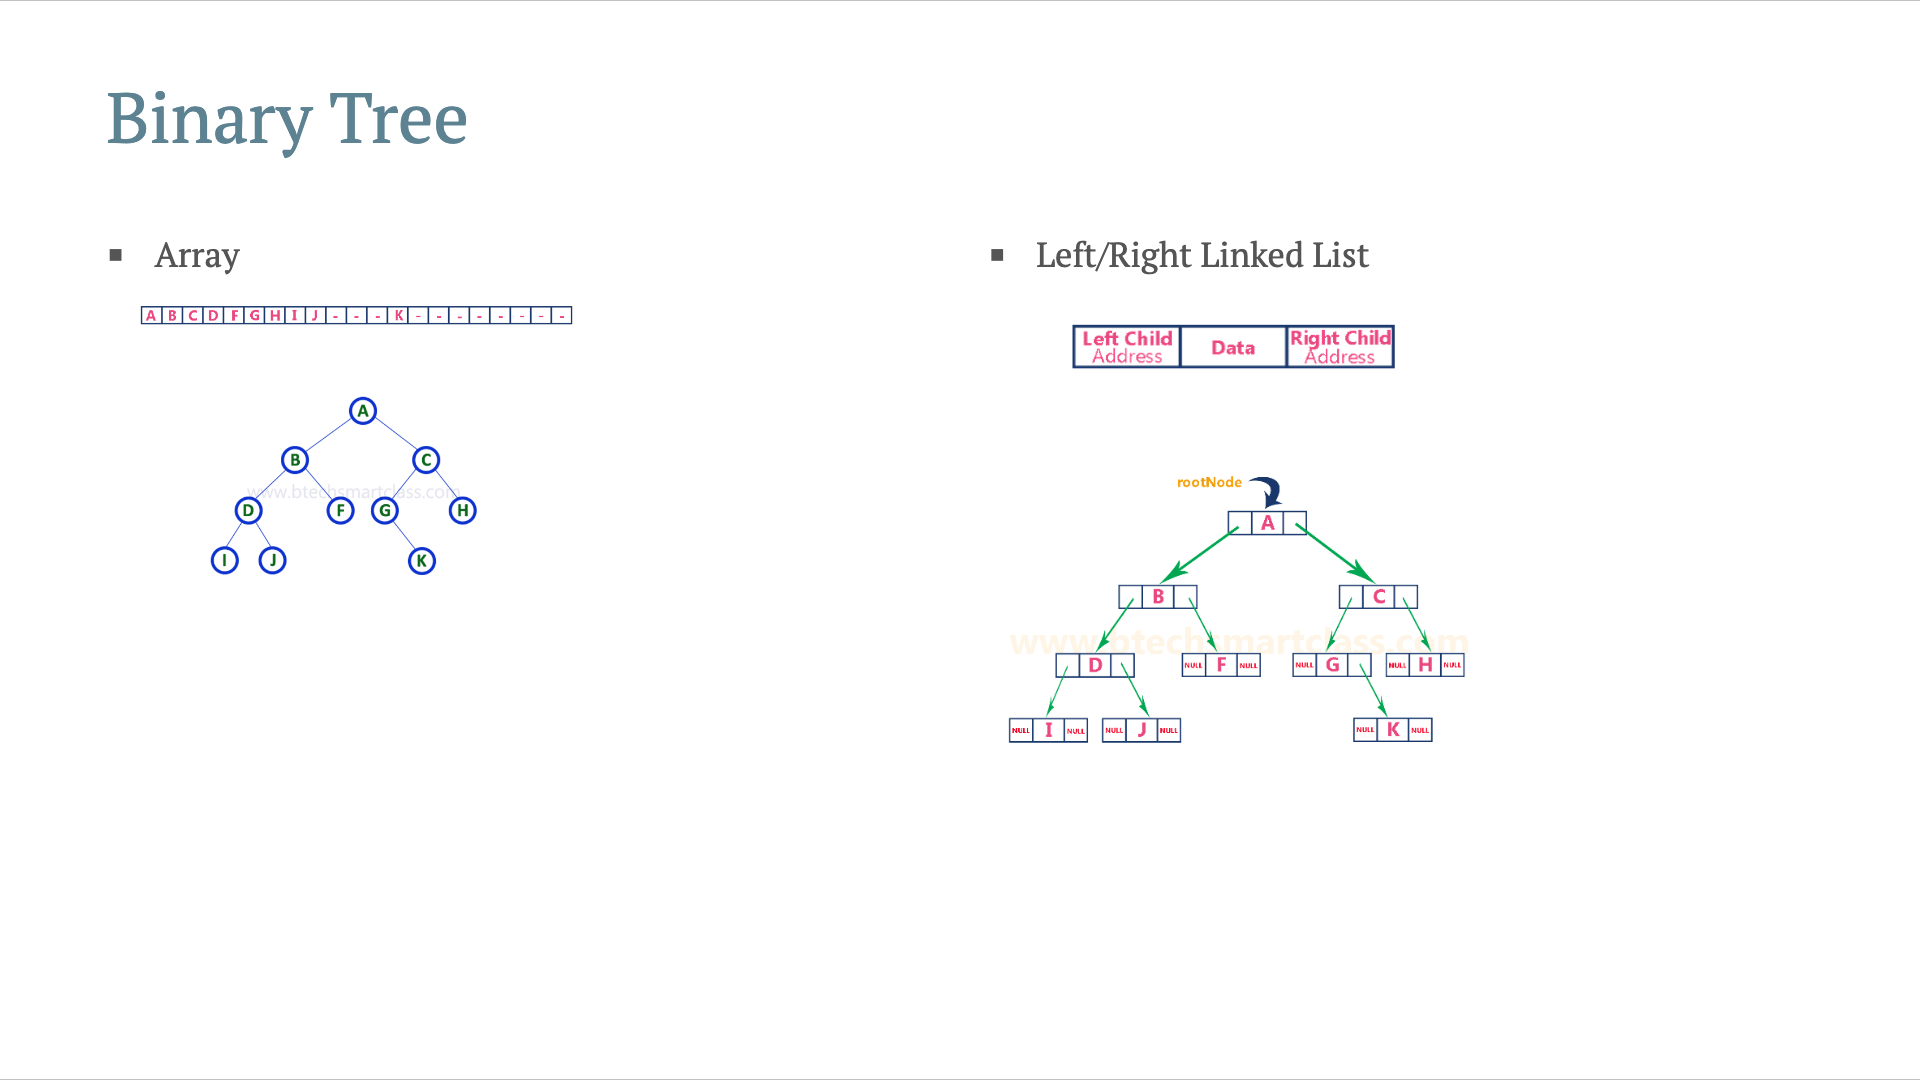 Binary Tree
▪ Array
A B C D F G H I J - - - K - - - - - - - -
A
B C
www.btechsmartclass.com
D F G H
I J K
▪ Left/Right Linked List
Left Child Address Data Right Child Address
rootNode
A
B C
www.btechsmartclass.com
D NULL F NULL NULL G NULL H NULL
NULL I NULL NULL J NULL NULL K NULL